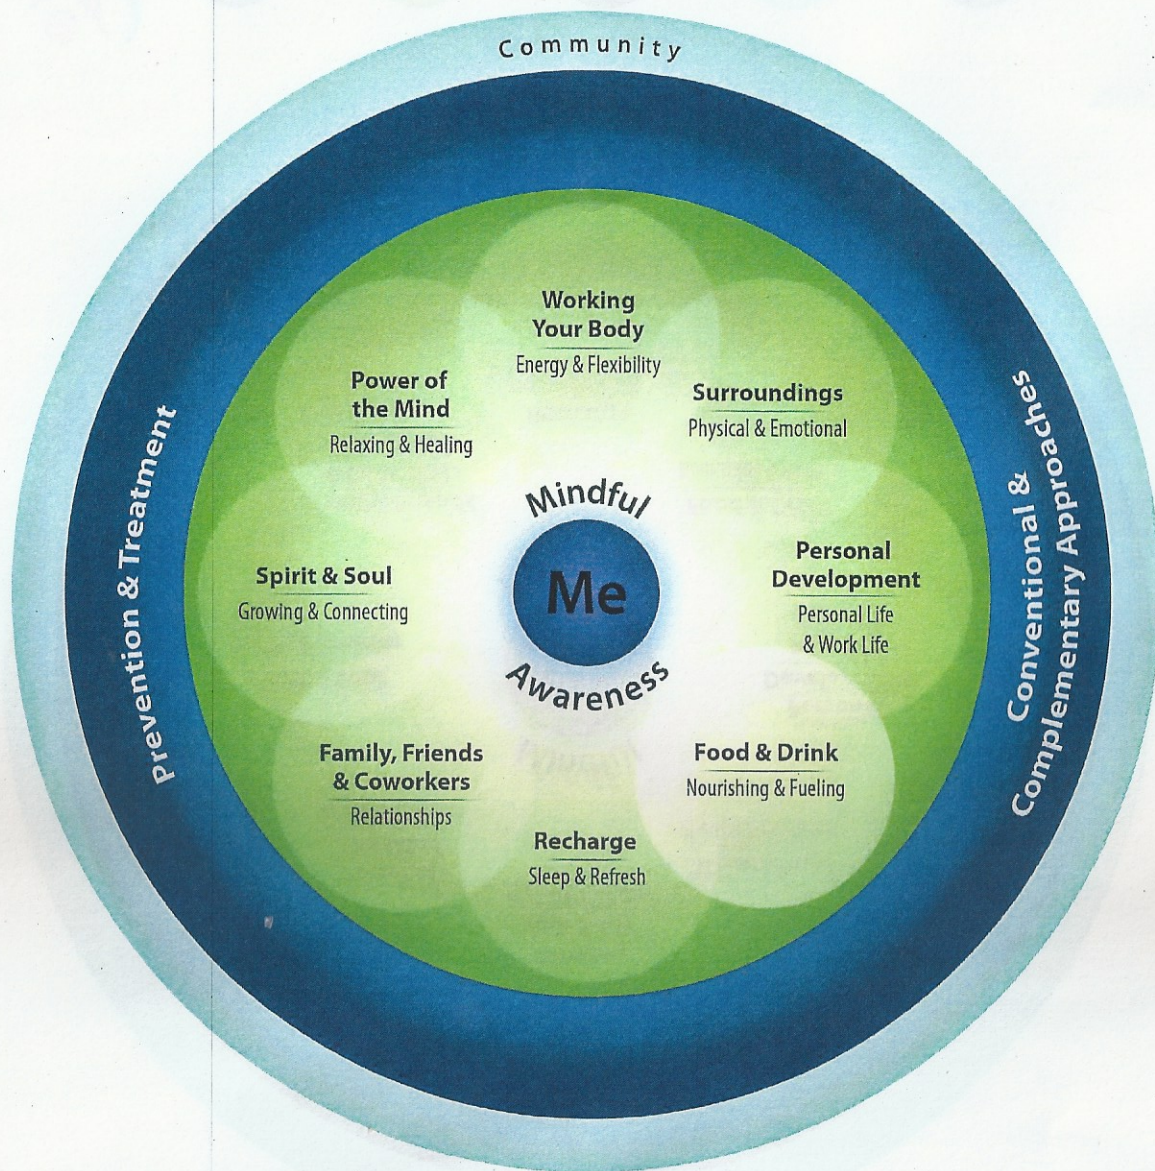 Community
Working
Your Body
Energy & Flexibility
Surroundings
Physical & Emotional
Personal
Development
Personal Life
& Work Life
Food & Drink
Nourishing & Fueling
Recharge
Sleep & Refresh
Family, Friends
& Coworkers
Relationships
Spirit & Soul
Growing & Connecting
Power of
the Mind
Relaxing & Healing
Mindful
Me
Awareness
Prevention & Treatment
Conventional &
Complementary Approaches